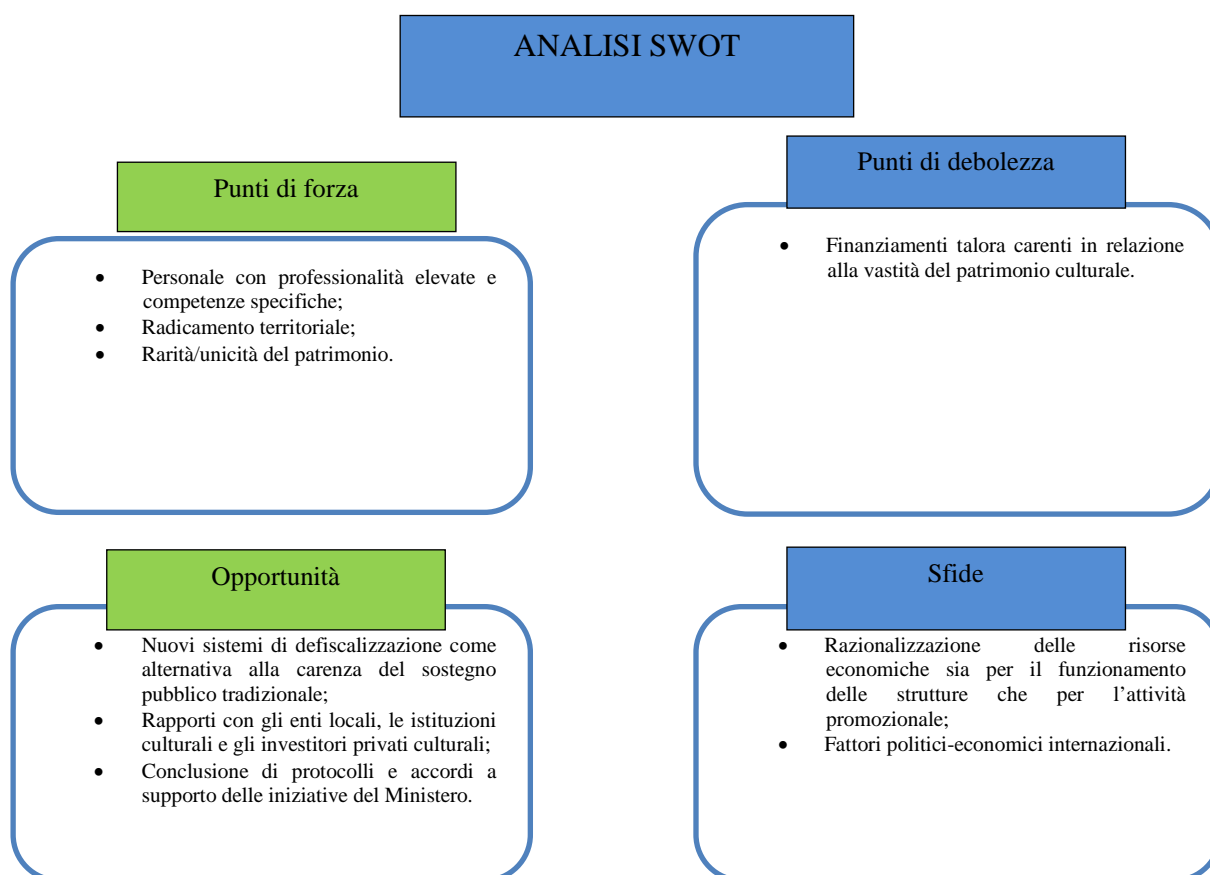 ANALISI SWOT
Punti di forza
• Personale con professionalità elevate e
competenze specifiche;
• Radicamento territoriale;
• Rarità/unicità del patrimonio.
Punti di debolezza
• Finanziamenti talora carenti in relazione
alla vastità del patrimonio culturale.
Opportunità
• Nuovi sistemi di defiscalizzazione come
alternativa alla carenza del sostegno
pubblico tradizionale;
• Rapporti con gli enti locali, le istituzioni
culturali e gli investitori privati culturali;
• Conclusione di protocolli e accordi a
supporto delle iniziative del Ministero.
Sfide
• Razionalizzazione delle risorse
economiche sia per il funzionamento
delle strutture che per l’attività
promozionale;
• Fattori politici-economici internazionali.